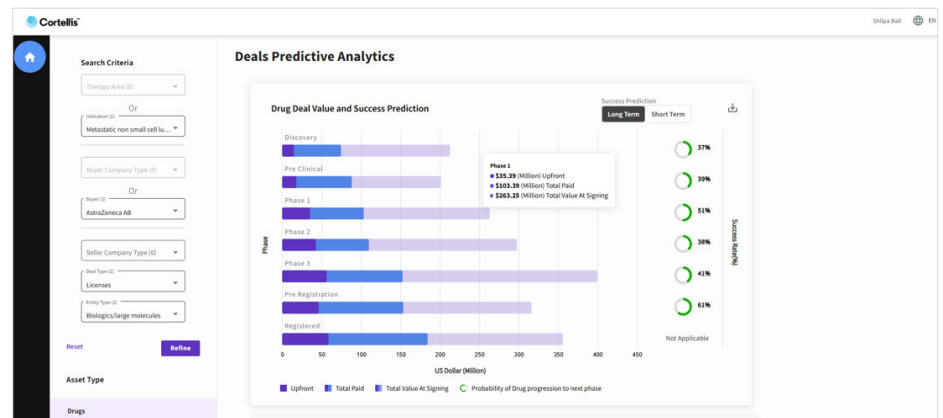 Cortellis™
Shilpa Ball
EN
Search Criteria
Therapy Area (0)
Or
Indication (1)
Metastatic non small cell lu...
Buyer Company Type (0)
Or
Buyer (1)
AstraZeneca AB
Seller Company Type (0)
Deal Type (1)
Licenses
Entity Type (1)
Biologics/large molecules
Reset
Refine
Asset Type
Drugs
Deals Predictive Analytics
Drug Deal Value and Success Prediction
Success Prediction
Long Term
Short Term
Phase
Discovery
37%
Pre Clinical
39%
Phase 1
51%
Phase 1
$35.39 (Million) Upfront
$103.39 (Million) Total Paid
$263.25 (Million) Total Value At Signing
Phase 2
38%
Phase 3
41%
Pre Registration
61%
Registered
Not Applicable
Success Rate(%)
0 50 100 150 200 250 300 350 400 450
US Dollar (Million)
Upfront Total Paid Total Value At Signing Probability of Drug progression to next phase